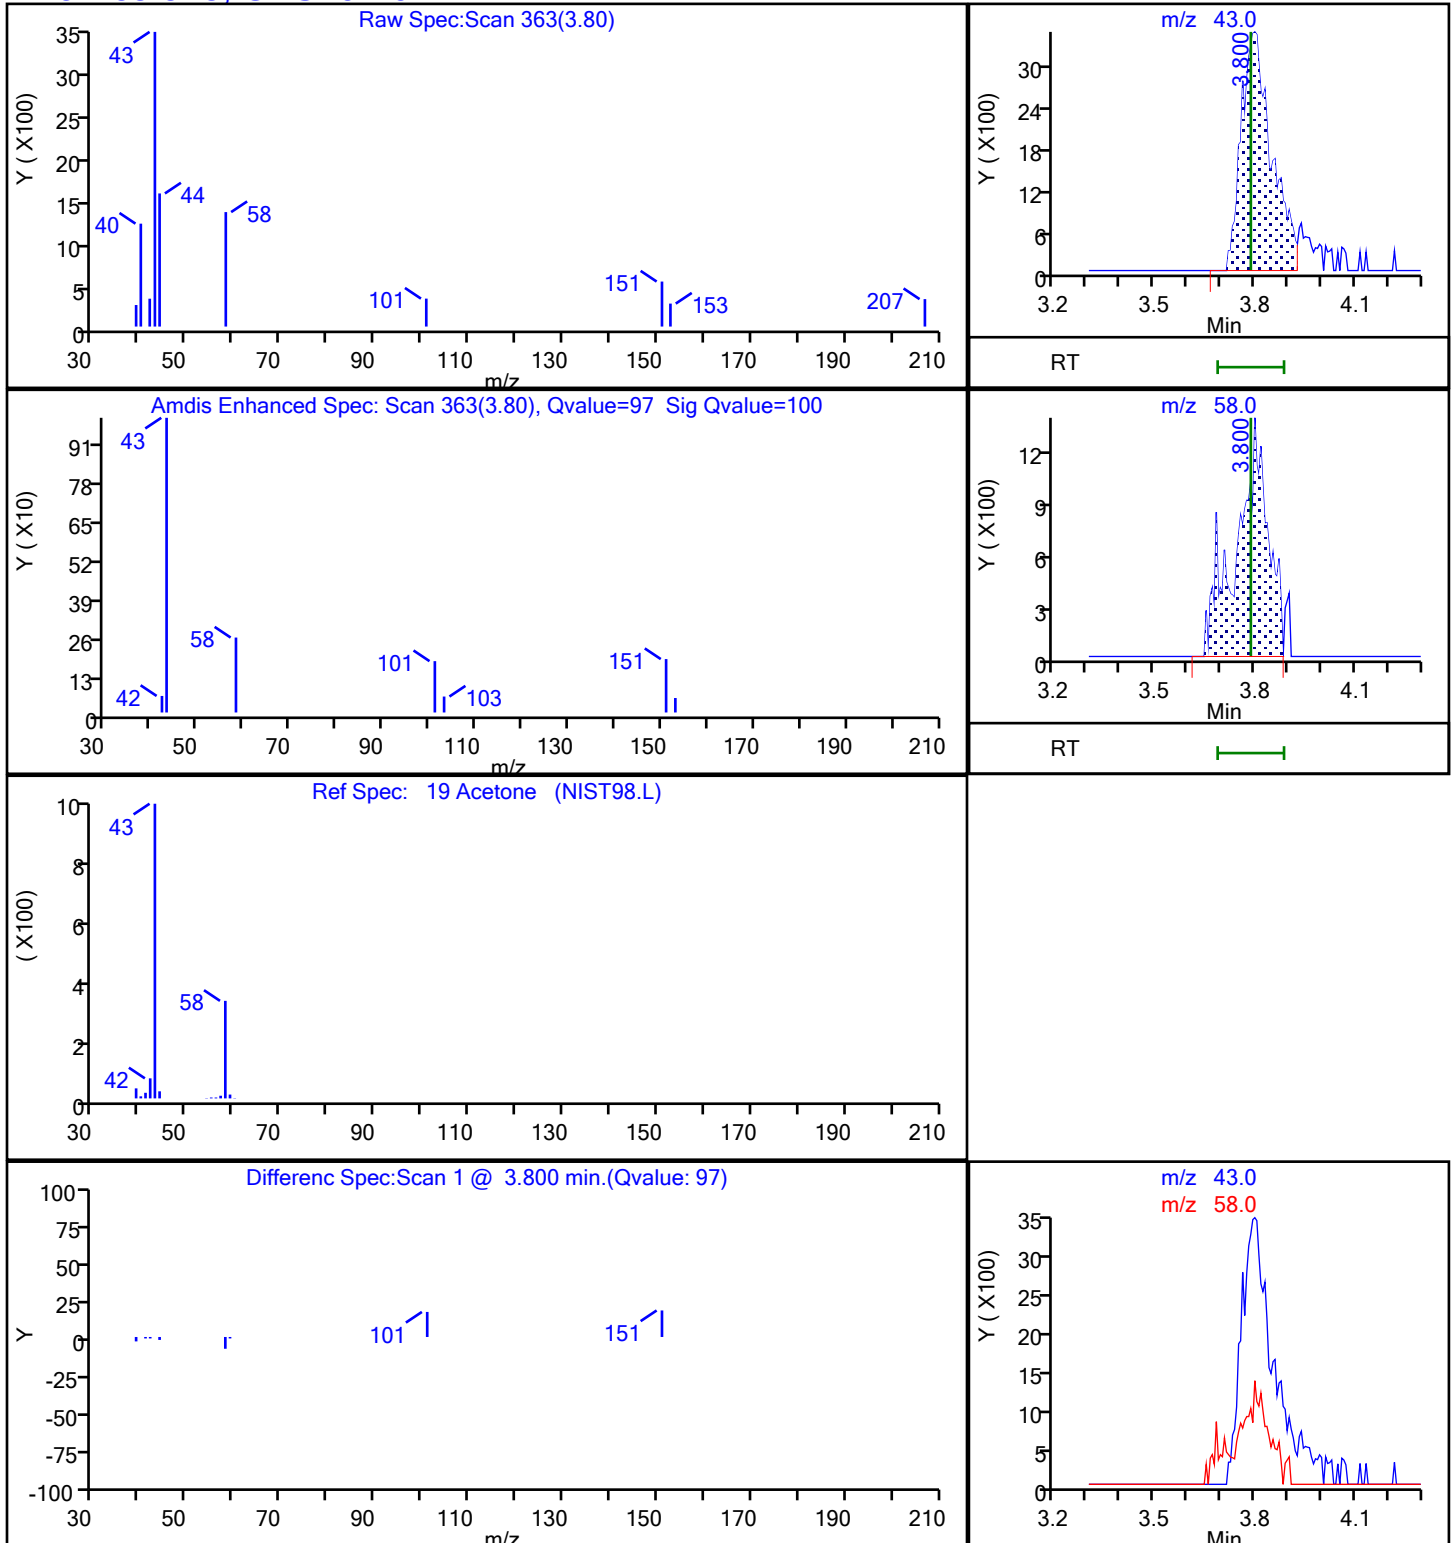 Raw Spec:Scan 363(3.80)
Y ( X100)
35
30
25
20
15
10
5
0
43
44
40
58
101
151
153
207
30 50 70 90 110 130 150 170 190 210
m/z
m/z 43.0
Y ( X100)
30
24
18
12
6
0
3.800
3.2 3.5 3.8 4.1
Min
RT
Amdis Enhanced Spec: Scan 363(3.80), Qvalue=97 Sig Qvalue=100
Y ( X10)
91
78
65
52
39
26
13
0
43
58
42
101
103
151
30 50 70 90 110 130 150 170 190 210
m/z
m/z 58.0
Y ( X100)
12
9
6
3
0
3.800
3.2 3.5 3.8 4.1
Min
RT
Ref Spec: 19 Acetone (NIST98.L)
( X100)
10
8
6
4
2
0
43
58
42
30 50 70 90 110 130 150 170 190 210
Differenc Spec:Scan 1 @ 3.800 min.(Qvalue: 97)
Y
100
75
50
25
0
-25
-50
-75
-100
101
151
30 50 70 90 110 130 150 170 190 210
m/z
m/z 43.0
m/z 58.0
Y ( X100)
35
30
25
20
15
10
5
0
3.2 3.5 3.8 4.1
Min